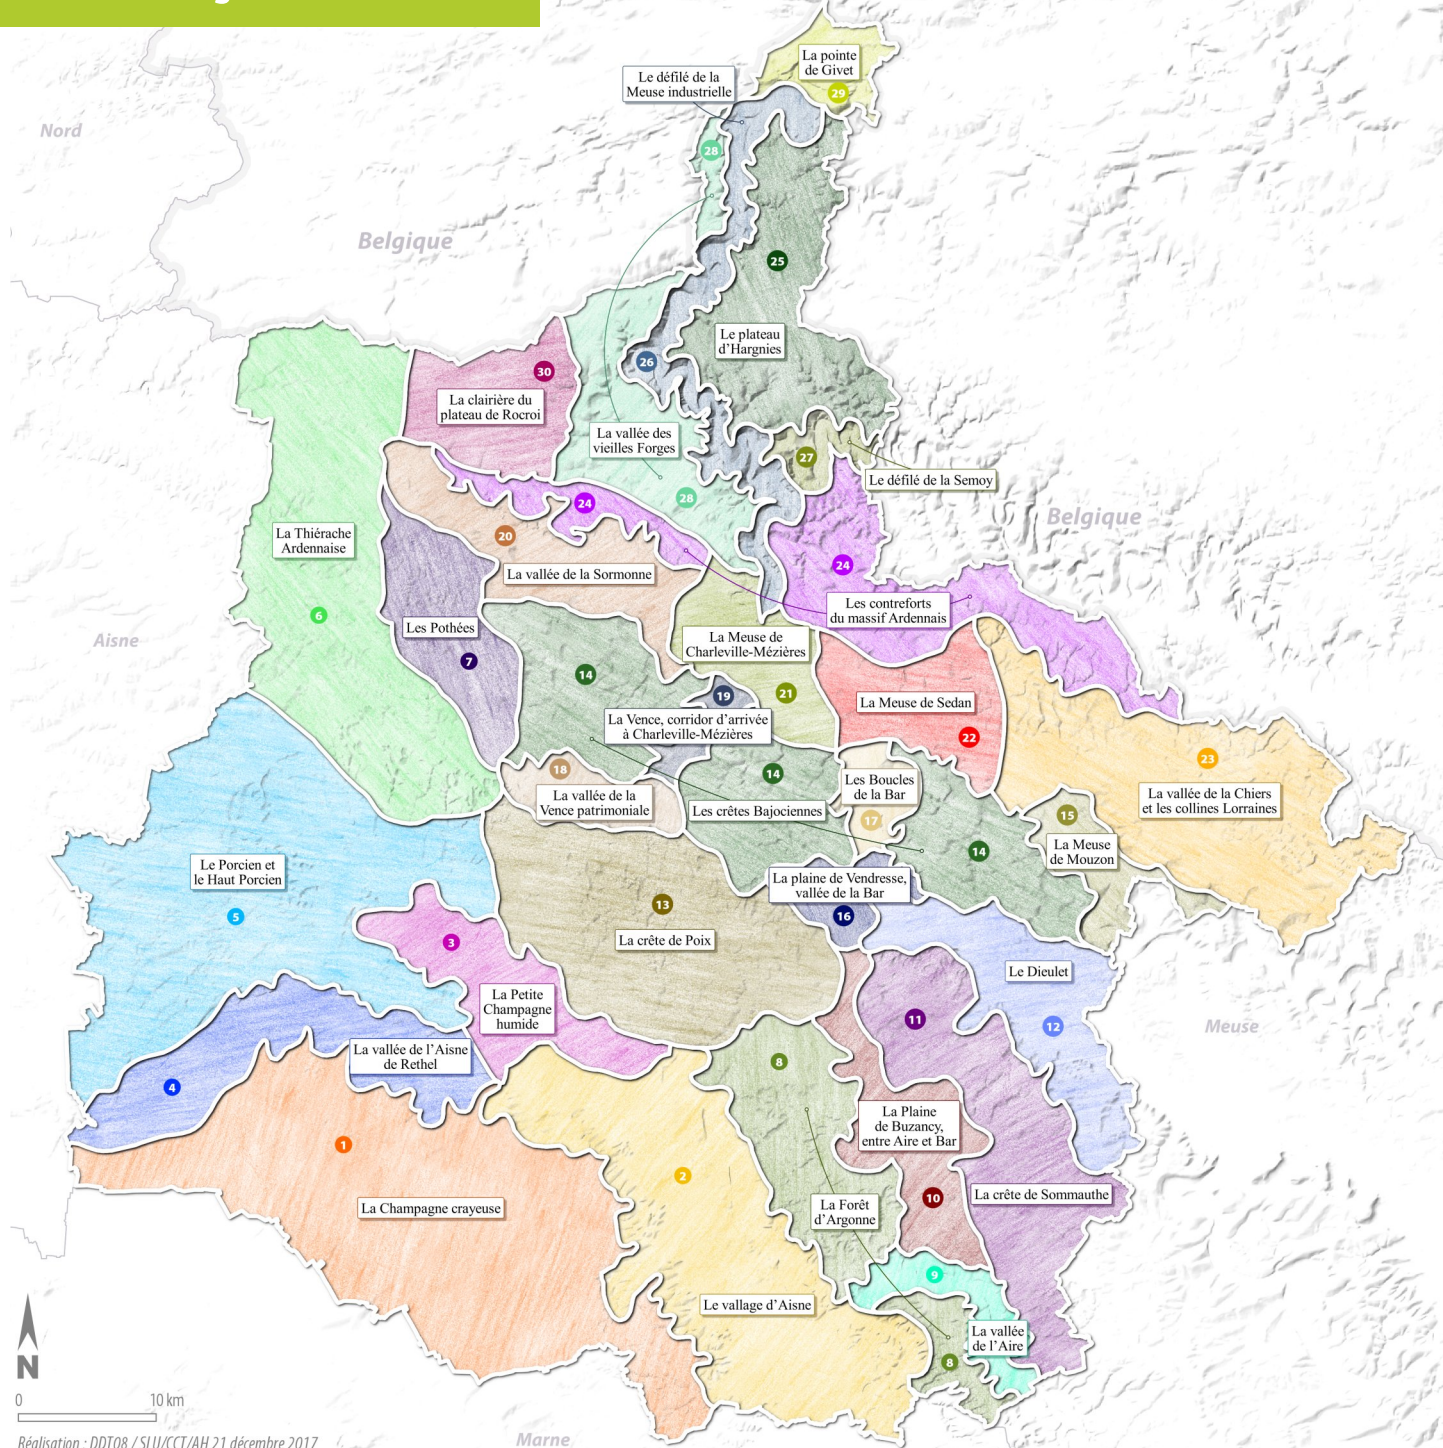 La pointe
de Givet
29
Le défilé de la
Meuse industrielle
Nord
28
Belgique
25
Le plateau
d'Hargnies
26
30
La clairière du
plateau de Rocroi
La vallée des
vieilles Forges
27
Le défilé de la Semoy
28
24
Belgique
20
La Thiérache
Ardennaise
La vallée de la Sormonne
24
Les contreforts
du massif Ardennais
6
Les Pothées
7
La Meuse de
Charleville-Mézières
Aisne
14
19
21
La Meuse de Sedan
22
La Vence, corridor d'arrivée
à Charleville-Mézières
18
La vallée de la
Vence patrimoniale
14
Les Boucles
de la Bar
17
Les crêtes Bajociennes
23
La vallée de la Chiers
et les collines Lorraines
15
La Meuse
de Mouzon
14
Le Porcien et
le Haut Porcien
5
La plaine de Vendresse,
vallée de la Bar
16
13
La crête de Poix
3
La Petite
Champagne
humide
Le Dieulet
12
11
Meuse
La vallée de l'Aisne
de Rethel
4
8
La Plaine
de Buzancy,
entre Aire et Bar
1
2
10
La crête de Sommauthe
La Champagne crayeuse
La Forêt
d'Argonne
9
Le vallage d'Aisne
La vallée
de l'Aire
8
N
0
10 km
Marne
Réalisation : DDT08 / SLU/CCT/AH 21 décembre 2017